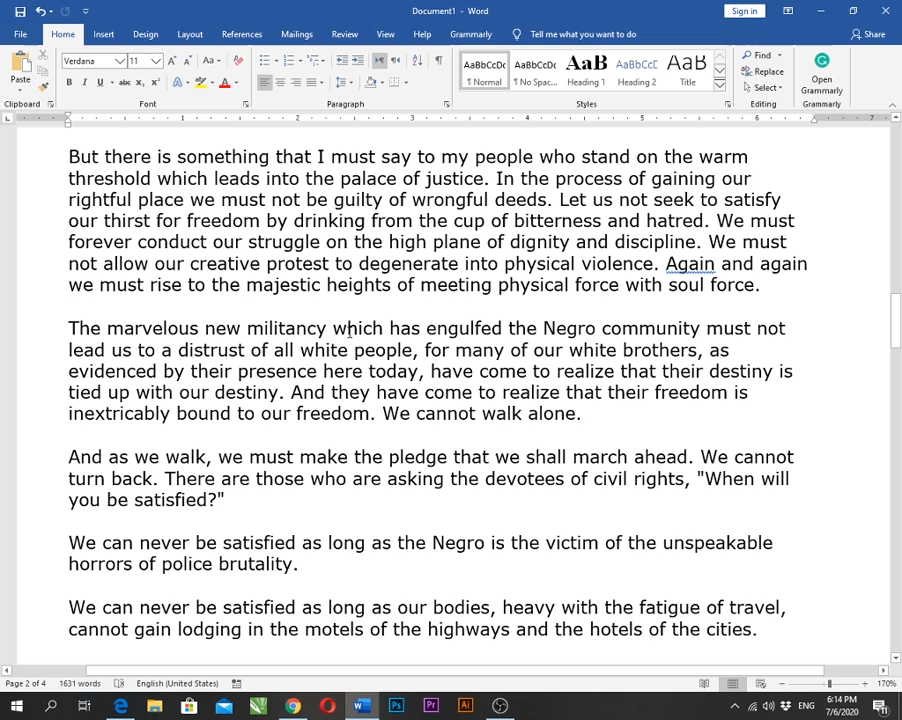 Document1 - Word
Sign in
File Home Insert Design Layout References Mailings Review View Help Grammarly Tell me what you want to do Share
Paste
Clipboard
Verdana 11
Font
Paragraph
AaBbCcDc ¶ Normal
AaBbCcDc ¶ No Spac...
AaBb Heading 1
AaBbCcC Heading 2
AaB Title
Styles
Find
Replace
Select
Editing
Open Grammarly
Grammarly
1 2 3 4 5 6 7
But there is something that I must say to my people who stand on the warm
threshold which leads into the palace of justice. In the process of gaining our
rightful place we must not be guilty of wrongful deeds. Let us not seek to satisfy
our thirst for freedom by drinking from the cup of bitterness and hatred. We must
forever conduct our struggle on the high plane of dignity and discipline. We must
not allow our creative protest to degenerate into physical violence. Again and again
we must rise to the majestic heights of meeting physical force with soul force.
The marvelous new militancy which has engulfed the Negro community must not
lead us to a distrust of all white people, for many of our white brothers, as
evidenced by their presence here today, have come to realize that their destiny is
tied up with our destiny. And they have come to realize that their freedom is
inextricably bound to our freedom. We cannot walk alone.
And as we walk, we must make the pledge that we shall march ahead. We cannot
turn back. There are those who are asking the devotees of civil rights, "When will
you be satisfied?"
We can never be satisfied as long as the Negro is the victim of the unspeakable
horrors of police brutality.
We can never be satisfied as long as our bodies, heavy with the fatigue of travel,
cannot gain lodging in the motels of the highways and the hotels of the cities.
Page 2 of 4 1631 words English (United States) 170%
ENG 6:14 PM
7/6/2020